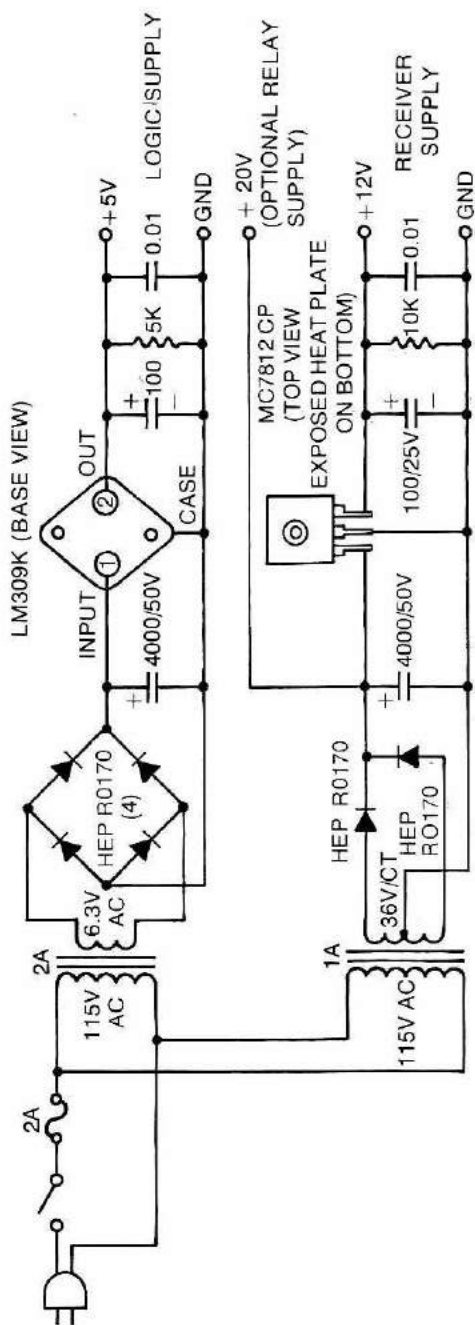 LM309K (BASE VIEW)
2A
2A
115V
AC
6.3V
AC
HEP R0170
(4)
+
4000/50V
INPUT
1
2
OUT
CASE
+
100
–
5K
0.01
+5V
LOGIC SUPPLY
GND
+ 20V
(OPTIONAL RELAY
SUPPLY)
MC7812 CP
(TOP VIEW
EXPOSED HEAT PLATE
ON BOTTOM)
1A
115V AC
36V/CT
HEP R0170
HEP
RO170
+
4000/50V
+
100/25V
–
10K
0.01
+12V
RECEIVER
SUPPLY
GND